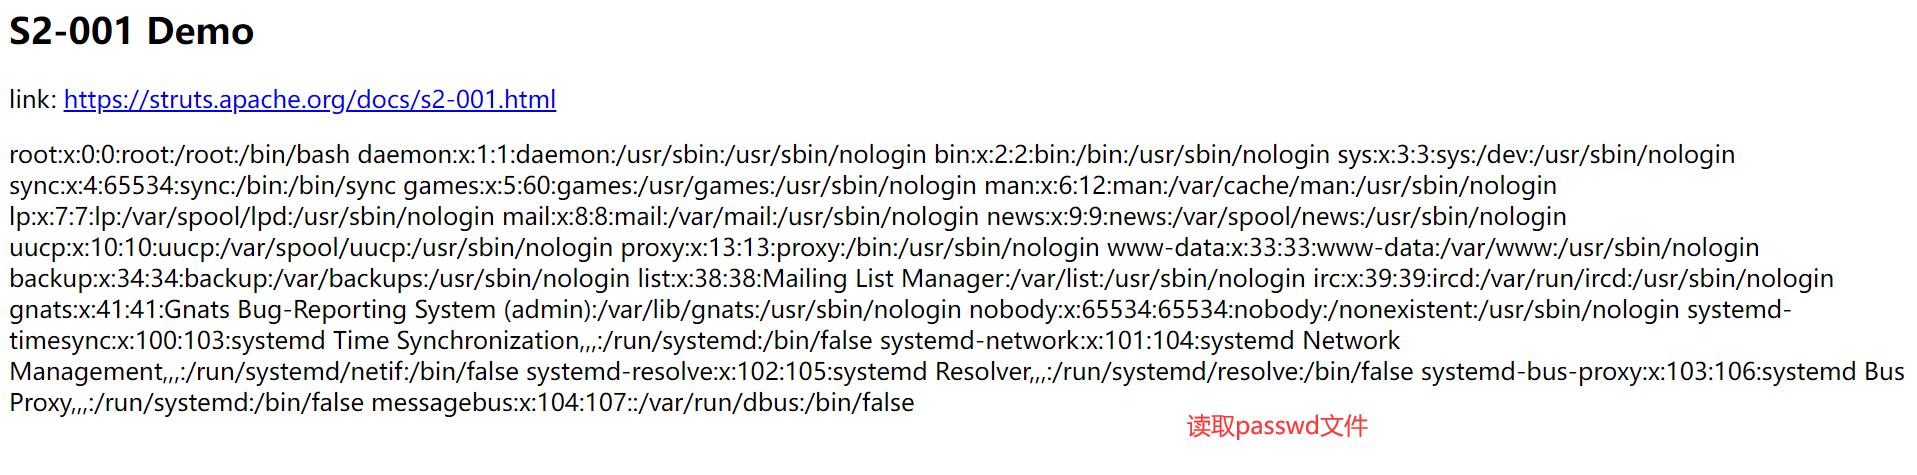 S2-001 Demo
link: https://struts.apache.org/docs/s2-001.html
root:x:0:0:root:/root:/bin/bash daemon:x:1:1:daemon:/usr/sbin:/usr/sbin/nologin bin:x:2:2:bin:/bin:/usr/sbin/nologin sys:x:3:3:sys:/dev:/usr/sbin/nologin
sync:x:4:65534:sync:/bin:/bin/sync games:x:5:60:games:/usr/games:/usr/sbin/nologin man:x:6:12:man:/var/cache/man:/usr/sbin/nologin
lp:x:7:7:lp:/var/spool/lpd:/usr/sbin/nologin mail:x:8:8:mail:/var/mail:/usr/sbin/nologin news:x:9:9:news:/var/spool/news:/usr/sbin/nologin
uucp:x:10:10:uucp:/var/spool/uucp:/usr/sbin/nologin proxy:x:13:13:proxy:/bin:/usr/sbin/nologin www-data:x:33:33:www-data:/var/www:/usr/sbin/nologin
backup:x:34:34:backup:/var/backups:/usr/sbin/nologin list:x:38:38:Mailing List Manager:/var/list:/usr/sbin/nologin irc:x:39:39:ircd:/var/run/ircd:/usr/sbin/nologin
gnats:x:41:41:Gnats Bug-Reporting System (admin):/var/lib/gnats:/usr/sbin/nologin nobody:x:65534:65534:nobody:/nonexistent:/usr/sbin/nologin systemd-
timesync:x:100:103:systemd Time Synchronization,,,:/run/systemd:/bin/false systemd-network:x:101:104:systemd Network
Management,,,:/run/systemd/netif:/bin/false systemd-resolve:x:102:105:systemd Resolver,,,:/run/systemd/resolve:/bin/false systemd-bus-proxy:x:103:106:systemd Bus
Proxy,,,:/run/systemd:/bin/false messagebus:x:104:107::/var/run/dbus:/bin/false
读取passwd文件